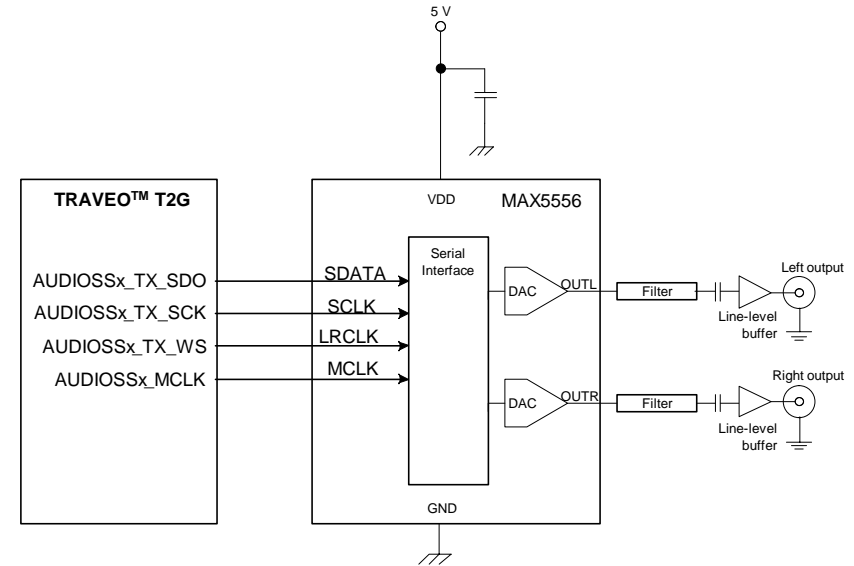 5 V
TRAVEO™ T2G
VDD
MAX5556
Serial
Interface
AUDIOSSx_TX_SDO
SDATA
AUDIOSSx_TX_SCK
SCLK
AUDIOSSx_TX_WS
LRCLK
AUDIOSSx_MCLK
MCLK
DAC
OUTL
Filter
Left output
Line-level
buffer
DAC
OUTR
Filter
Right output
Line-level
buffer
GND